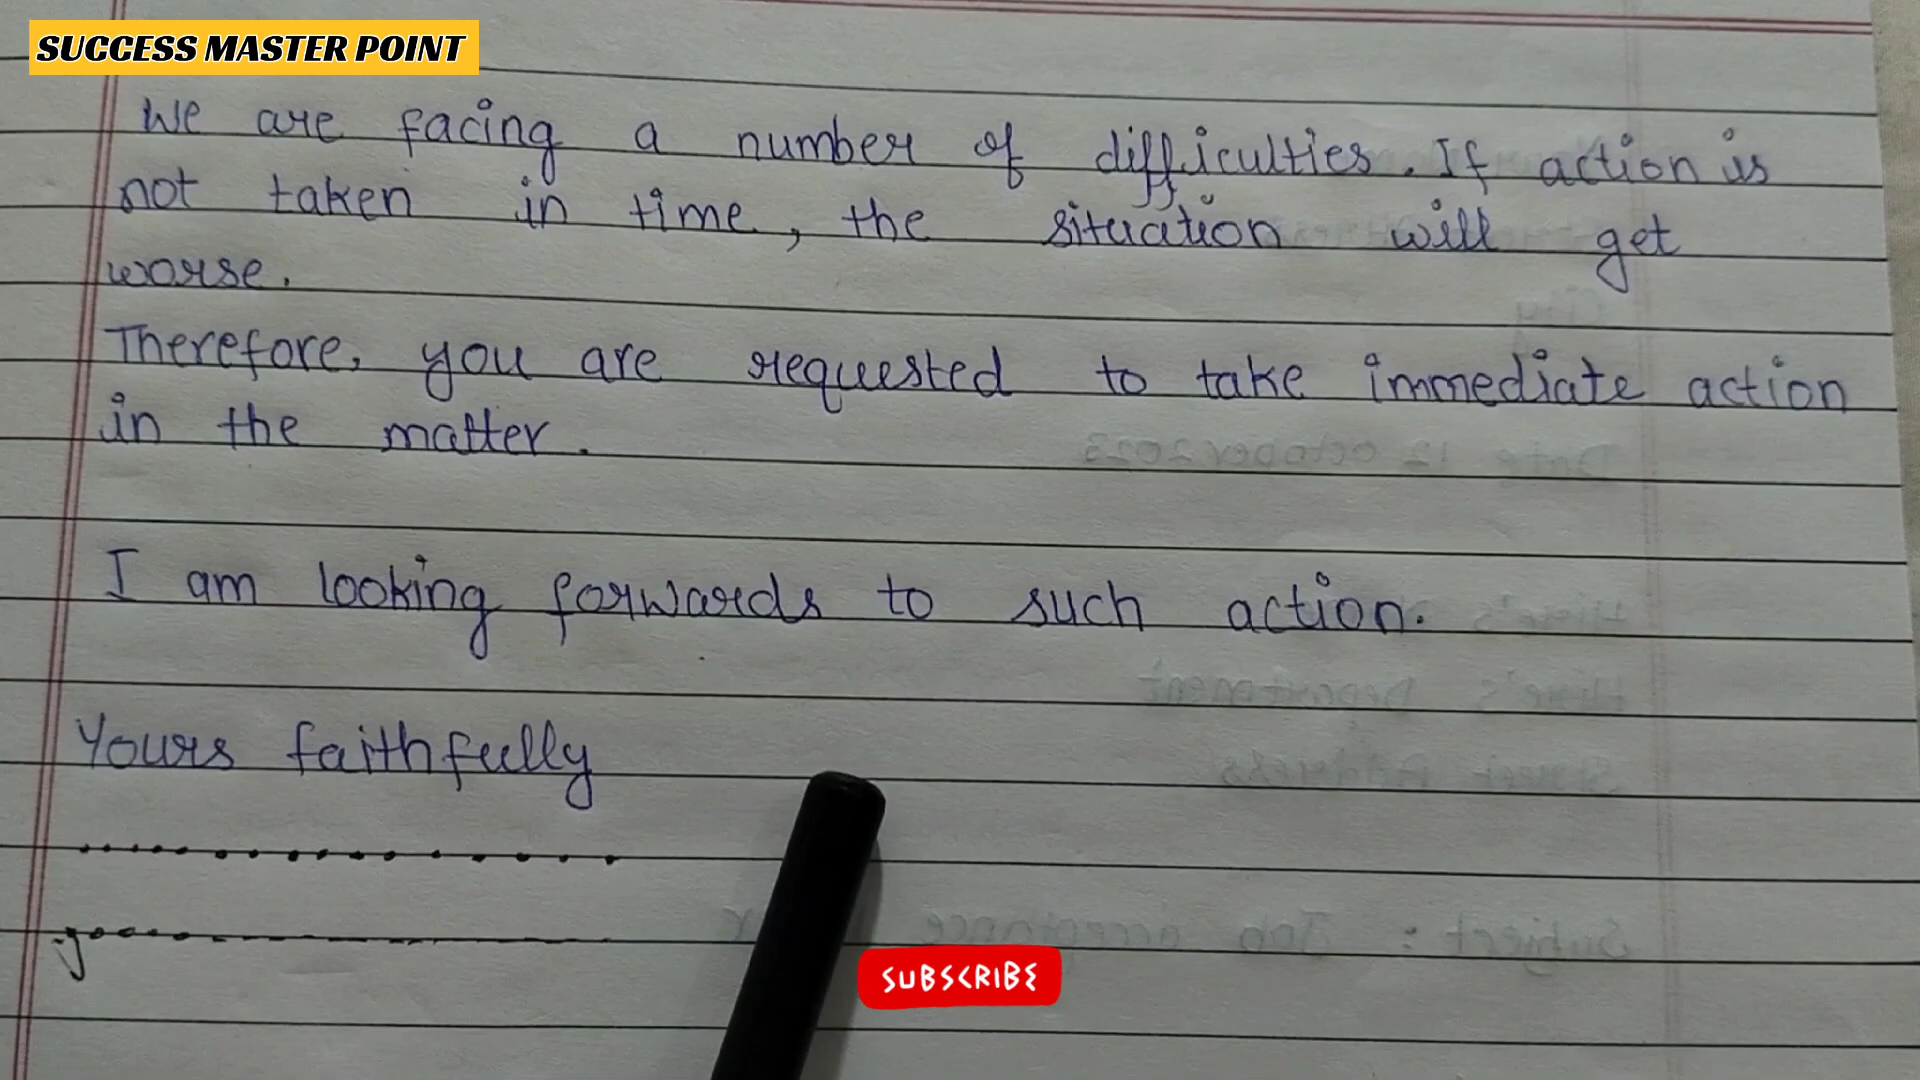 SUCCESS MASTER POINT
We are facing a number of difficulties. If action is
not taken in time, the situation will get
worse.
Therefore, you are requested to take immediate action
in the matter.
I am looking forwards to such action.
Yours faithfully
SUBSCRIBE